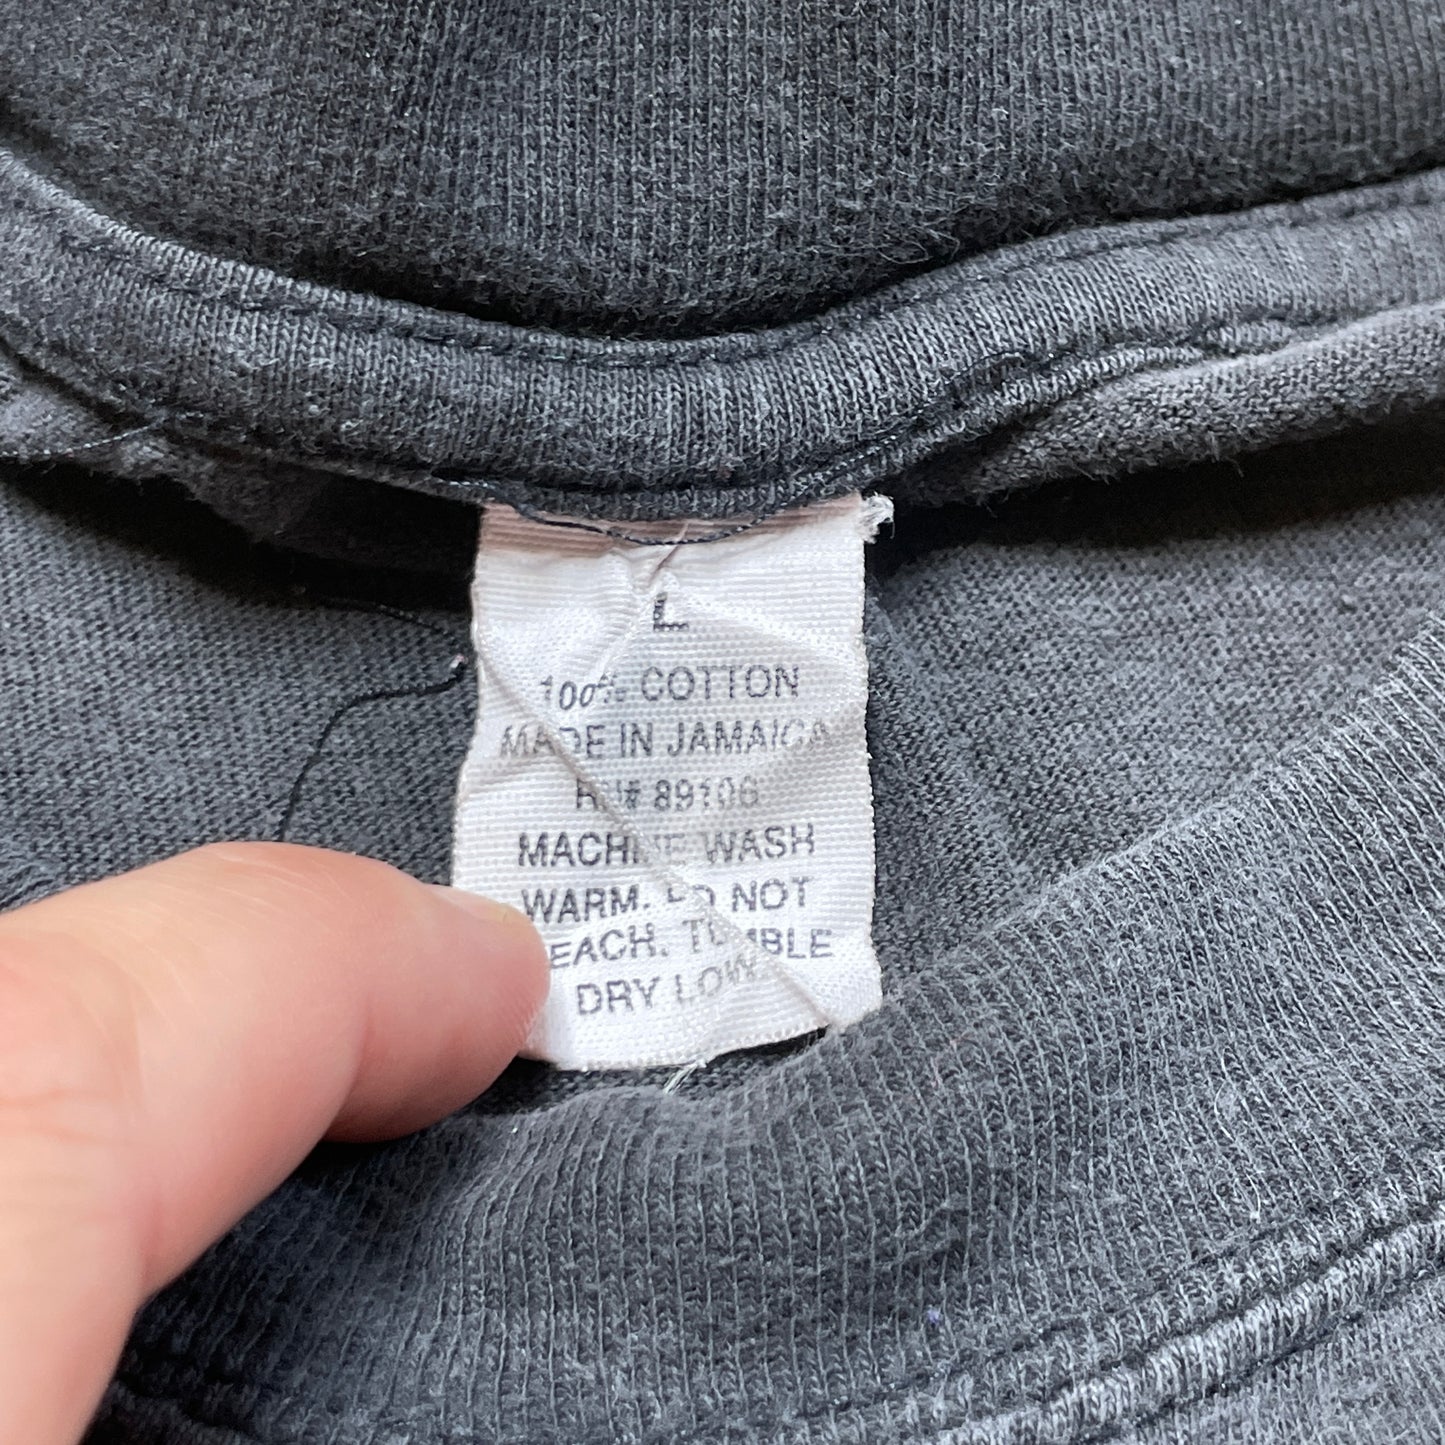 L
100% COTTON
MADE IN JAMAICA
RN# 89106
MACHINE WASH
WARM. DO NOT
EACH. TUMBLE
DRY LOW.